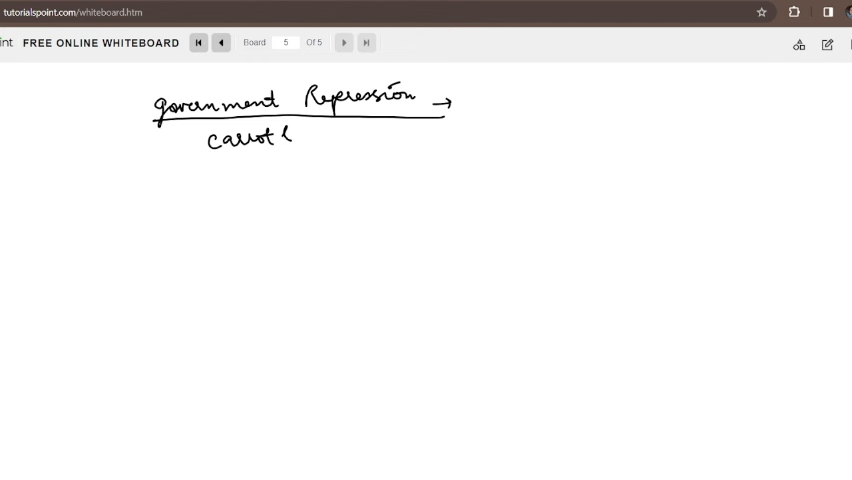 tutorialspoint.com/whiteboard.htm
int FREE ONLINE WHITEBOARD Board 5 Of 5
government Repression →
carrot &